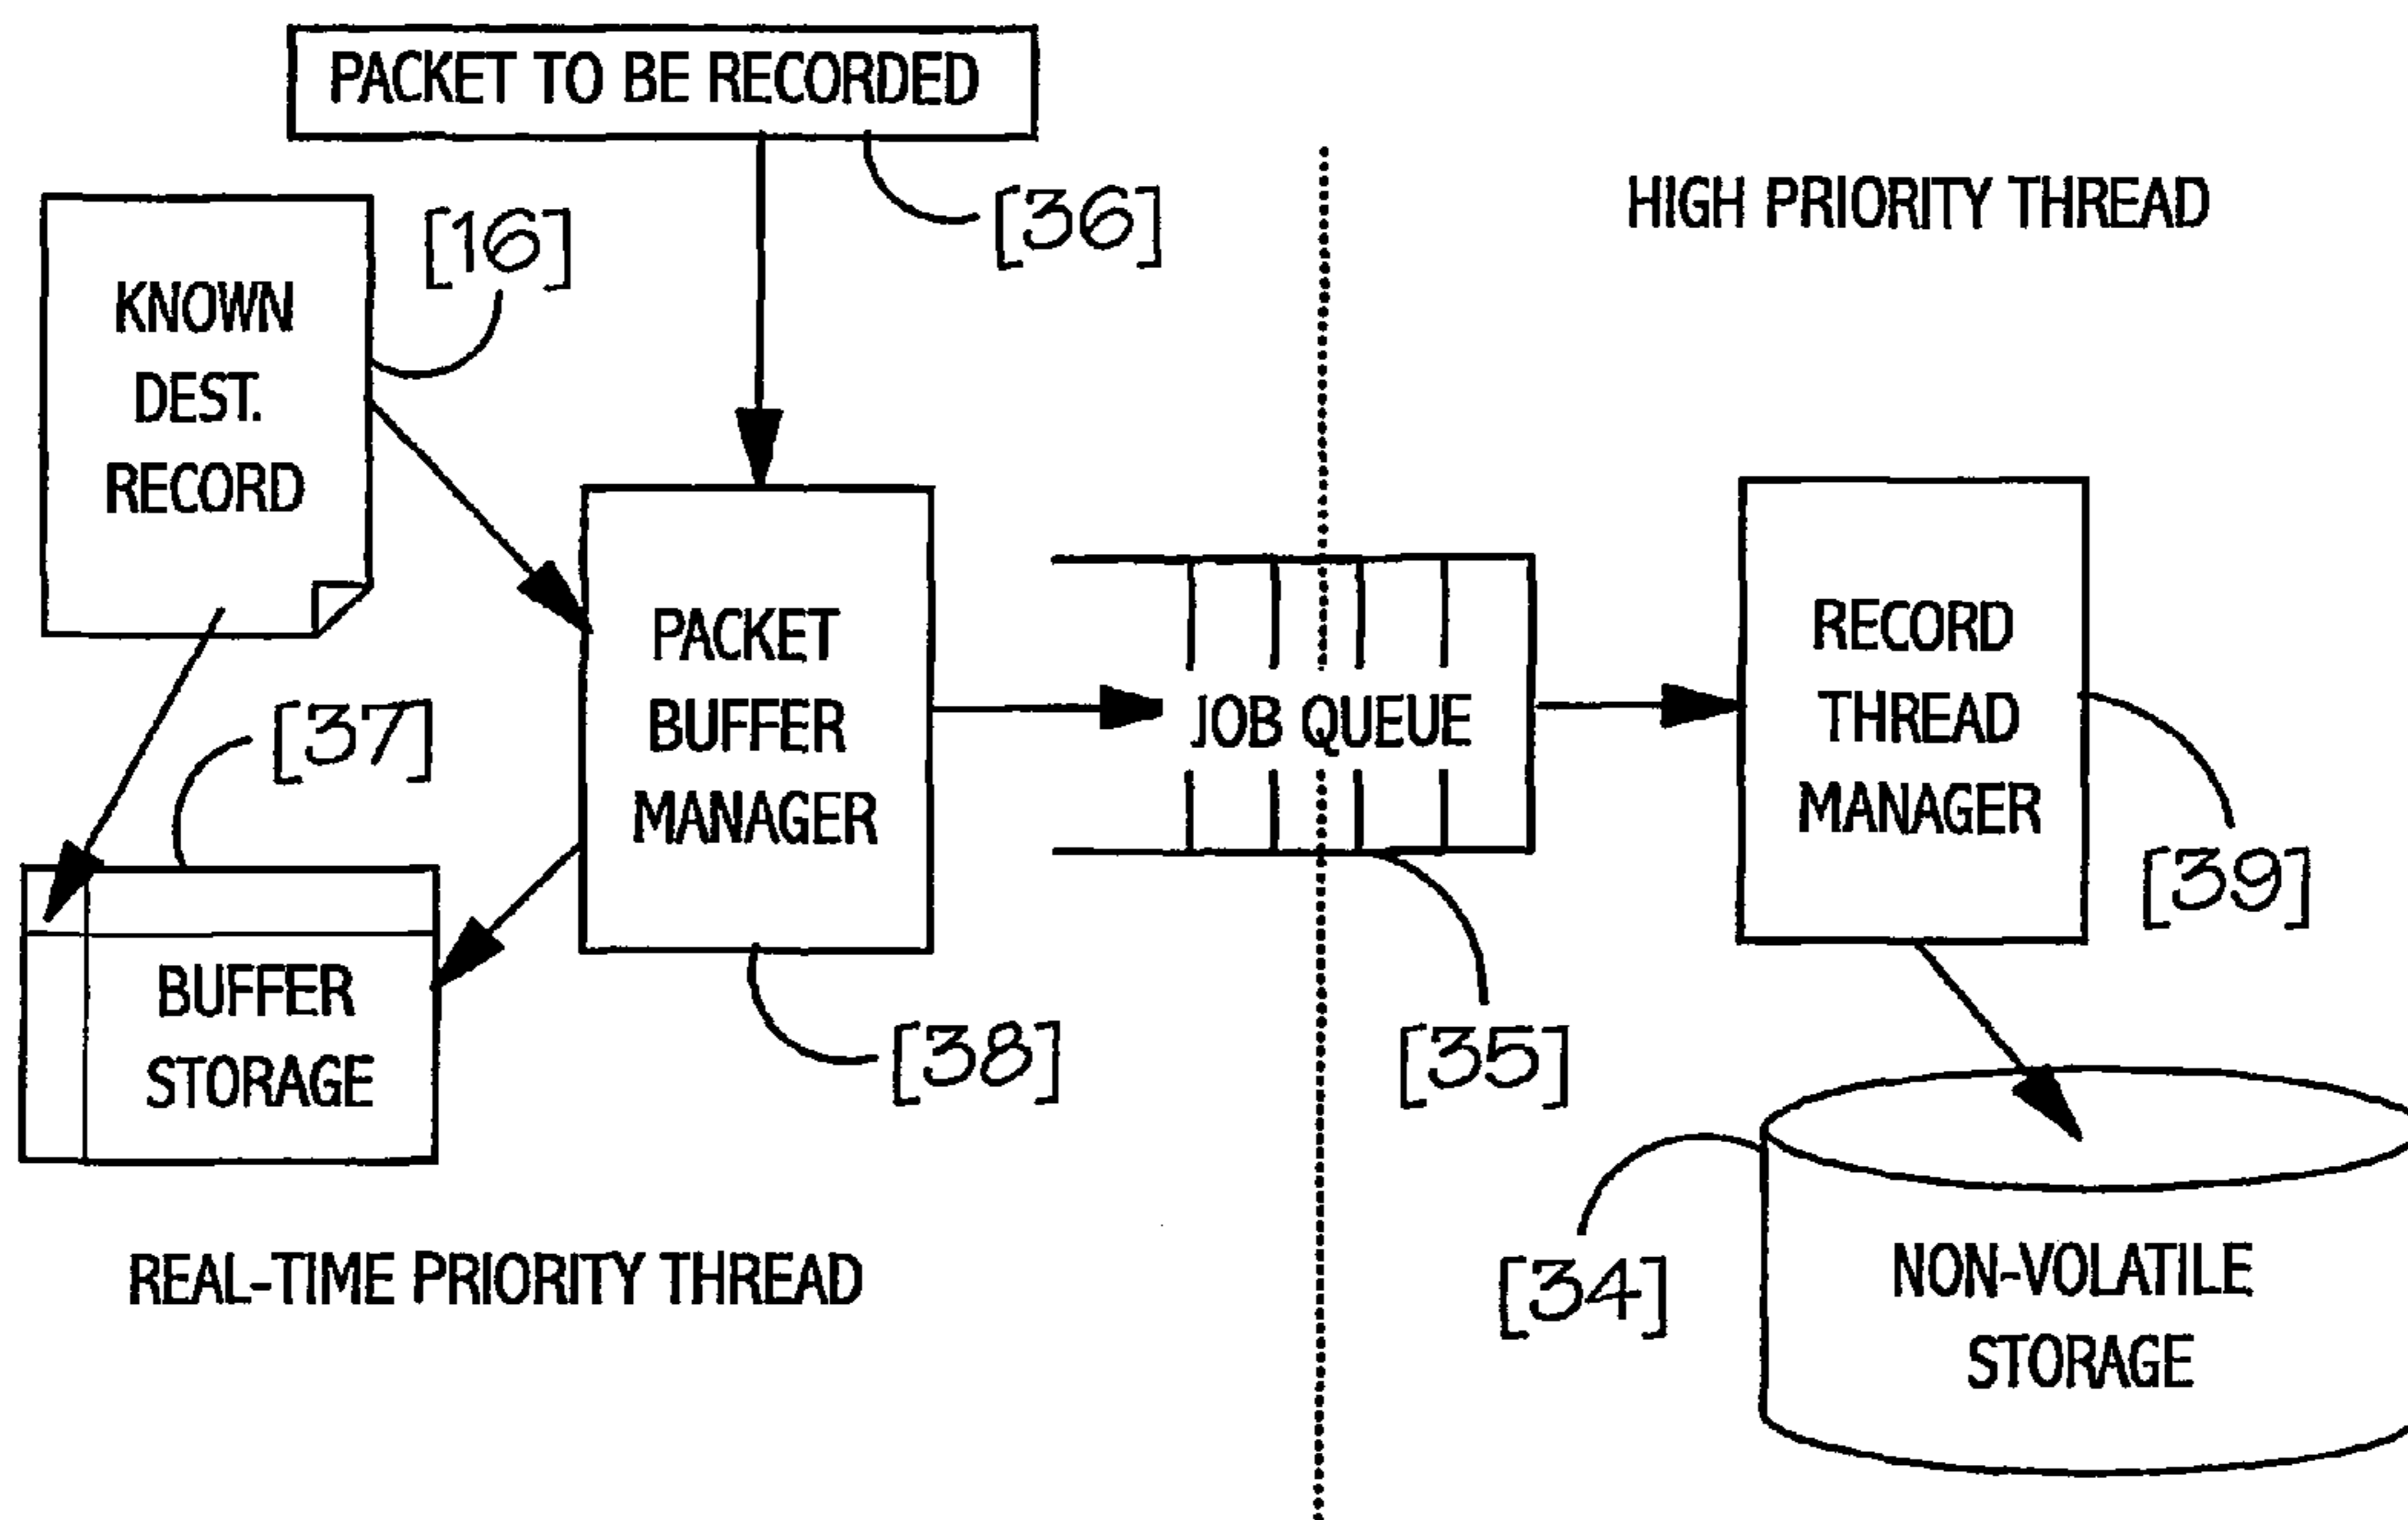 PACKET TO BE RECORDED
[36]
HIGH PRIORITY THREAD
KNOWN
DEST.
RECORD
[16]
[37]
PACKET
BUFFER
MANAGER
JOB QUEUE
RECORD
THREAD
MANAGER
[39]
BUFFER
STORAGE
[38]
[35]
REAL-TIME PRIORITY THREAD
[34]
NON-VOLATILE
STORAGE